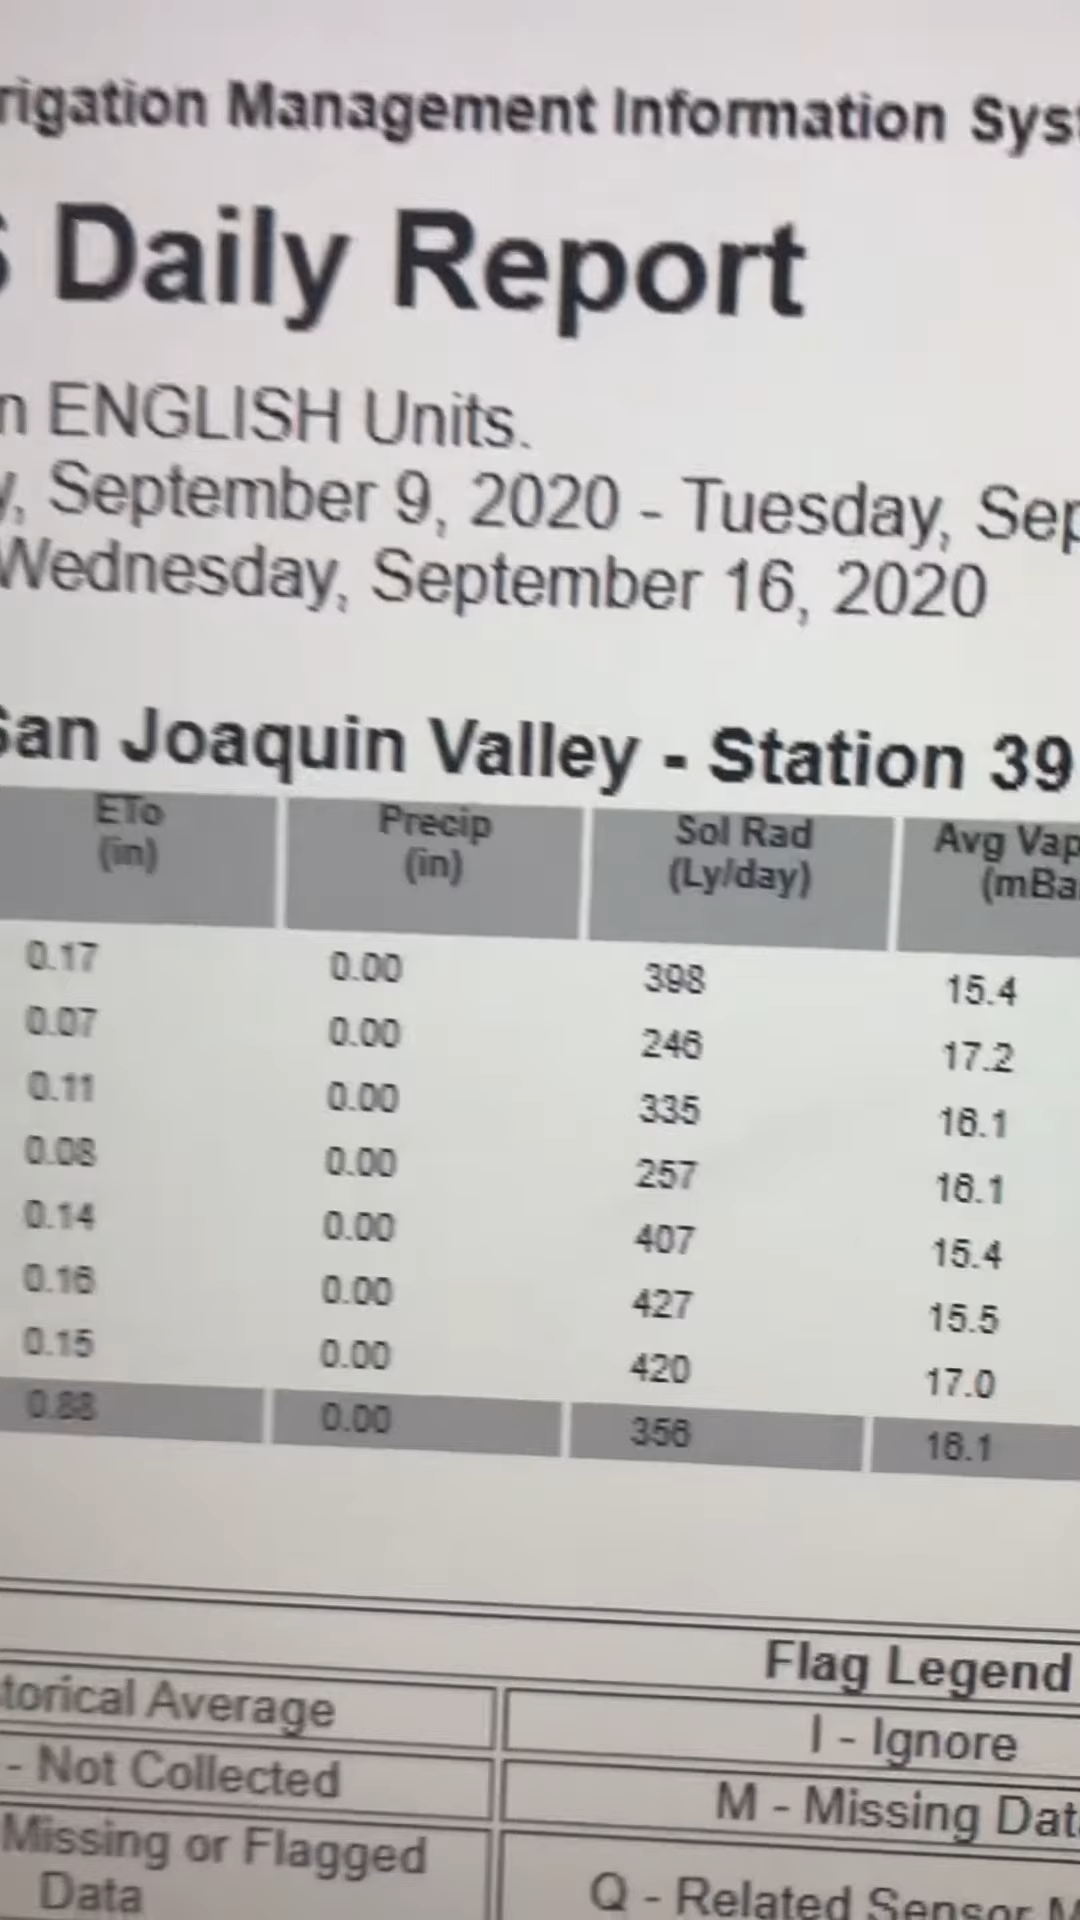 rigation Management Information Sys
Daily Report
n ENGLISH Units.
y, September 9, 2020 - Tuesday, Sep
Wednesday, September 16, 2020
San Joaquin Valley - Station 39
ETo (in) Precip (in) Sol Rad (Ly/day) Avg Vap (mBa
0.17 0.00 398 15.4
0.07 0.00 246 17.2
0.11 0.00 335 16.1
0.08 0.00 257 16.1
0.14 0.00 407 15.4
0.16 0.00 427 15.5
0.15 0.00 420 17.0
0.88 0.00 356 16.1
Flag Legend
torical Average I - Ignore
- Not Collected M - Missing Dat
Missing or Flagged Data Q - Related Sensor M